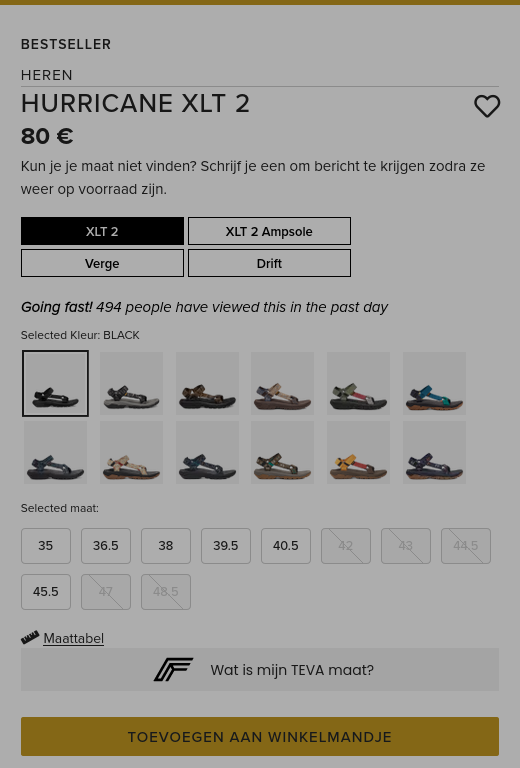 BESTSELLER
HEREN
HURRICANE XLT 2
80 €
Kun je je maat niet vinden? Schrijf je een om bericht te krijgen zodra ze
weer op voorraad zijn.
XLT 2
XLT 2 Ampsole
Verge
Drift
Going fast! 494 people have viewed this in the past day
Selected Kleur: BLACK
Selected maat:
35 36.5 38 39.5 40.5 42 43 44.5
45.5 47 48.5
Maattabel
Wat is mijn TEVA maat?
TOEVOEGEN AAN WINKELMANDJE